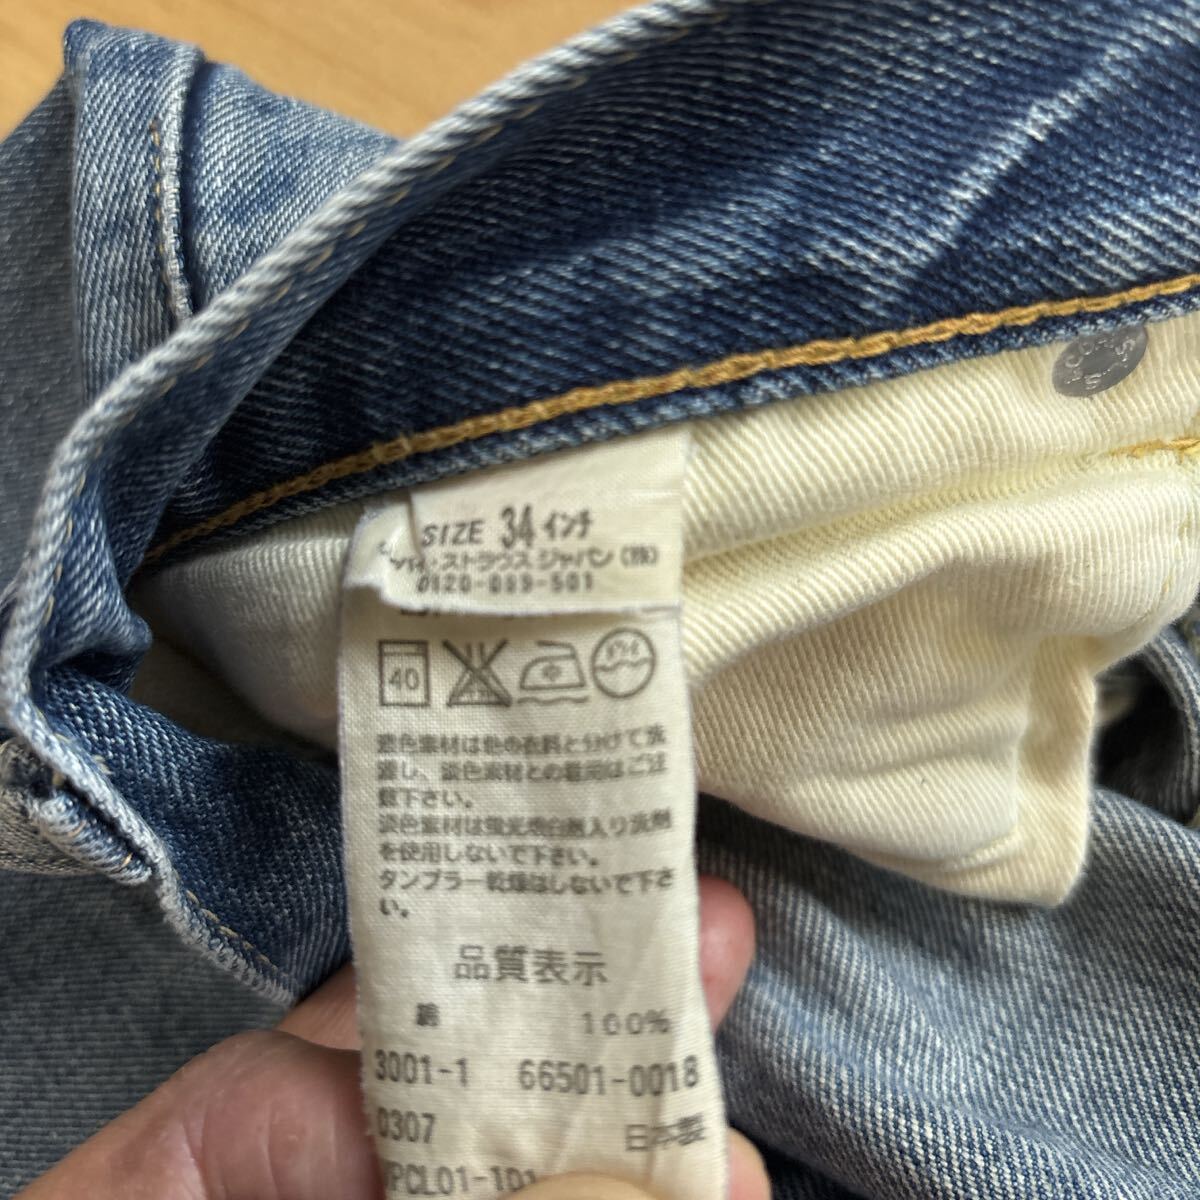 SIZE 34 インチ
ストラウス ジャパン (株)
0120-099-501
40
濃色素材は他の衣料と分けて洗
濯し、淡色素材との着用はご注
意下さい。
淡色素材は蛍光増白剤入り洗剤
を使用しないで下さい。
タンブラー乾燥はしないで下さ
い。
品質表示
綿 100%
3001-1 66501-0018
0307 日本製
PCL01-101